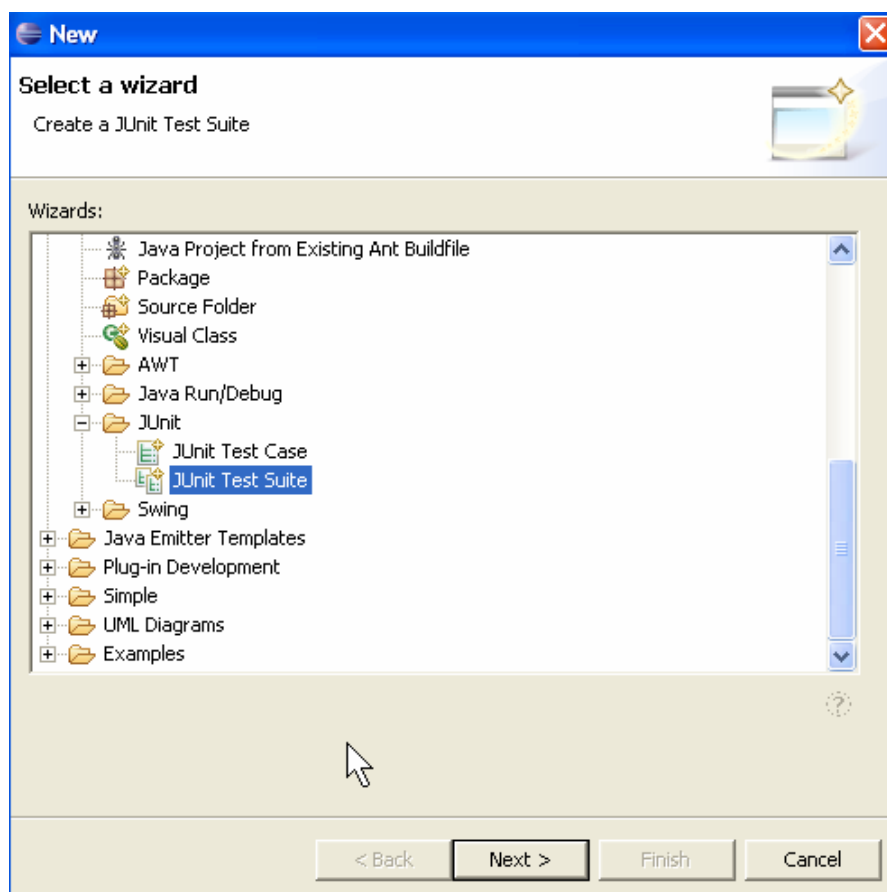 New
Select a wizard
Create a JUnit Test Suite
Wizards:
Java Project from Existing Ant Buildfile
Package
Source Folder
Visual Class
AWT
Java Run/Debug
JUnit
JUnit Test Case
JUnit Test Suite
Swing
Java Emitter Templates
Plug-in Development
Simple
UML Diagrams
Examples
?
< Back Next > Finish Cancel